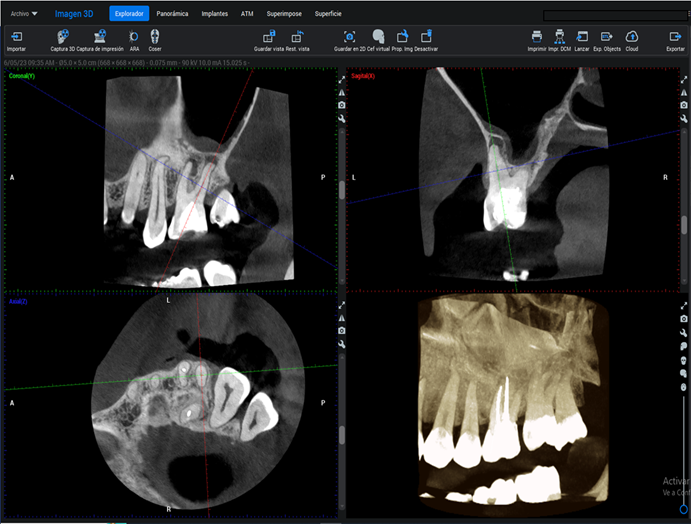 Archivo Imagen 3D Explorador Panorámica Implantes ATM Superimpose Superficie
Importar Captura 3D Captura de impresión ARA Coser Guardar vista Rest. vista Guardar en 2D Cef virtual Prop. Img Desactivar Imprimir Impr. DCM Lanzar Exp. Objects Cloud Exportar
6/05/23 09:35 AM - Ø5.0 × 5.0 cm (668 × 668 × 668) - 0.075 mm - 90 kV 10.0 mA 15.025 s -
Coronal(Y)
A
P
Sagital(X)
L
R
Axial(Z)
L
A
P
R
Activar
Ve a Conf